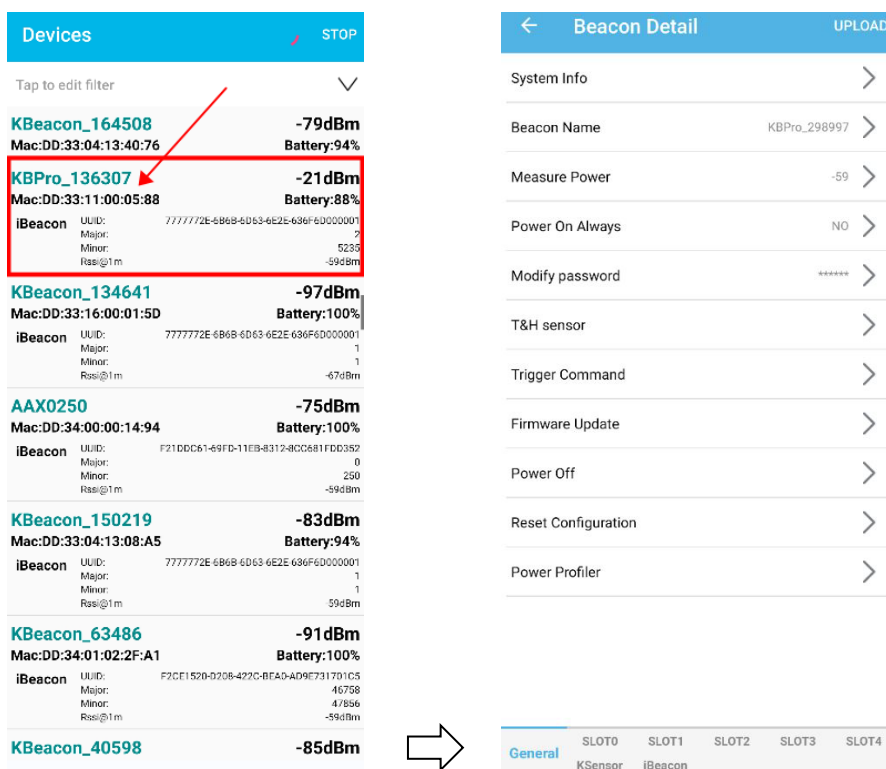 Devices
STOP
Tap to edit filter
KBeacon_164508 -79dBm
Mac:DD:33:04:13:40:76 Battery:94%
KBPro_136307 -21dBm
Mac:DD:33:11:00:05:88 Battery:88%
iBeacon UUID: 7777772E-6B6B-6D63-6E2E-636F6D000001
Major: 2
Minor: 5235
Rssi@1m -59dBm
KBeacon_134641 -97dBm
Mac:DD:33:16:00:01:5D Battery:100%
iBeacon UUID: 7777772E-6B6B-6D63-6E2E-636F6D000001
Major: 1
Minor: 1
Rssi@1m -67dBm
AAX0250 -75dBm
Mac:DD:34:00:00:14:94 Battery:100%
iBeacon UUID: F21DDC61-69FD-11EB-8312-8CC681FDD352
Major: 0
Minor: 250
Rssi@1m -59dBm
KBeacon_150219 -83dBm
Mac:DD:33:04:13:08:A5 Battery:94%
iBeacon UUID: 7777772E-6B6B-6D63-6E2E-636F6D000001
Major: 1
Minor: 1
Rssi@1m -59dBm
KBeacon_63486 -91dBm
Mac:DD:34:01:02:2F:A1 Battery:100%
iBeacon UUID: F2CE1520-D208-422C-BEAD-AD9E731701C5
Major: 46758
Minor: 47856
Rssi@1m -59dBm
KBeacon_40598 -85dBm
Beacon Detail
UPLOAD
System Info
Beacon Name KBPro_298997
Measure Power -59
Power On Always NO
Modify password ******
T&H sensor
Trigger Command
Firmware Update
Power Off
Reset Configuration
Power Profiler
General
SLOT0 SLOT1 SLOT2 SLOT3 SLOT4
KSensor iBeacon